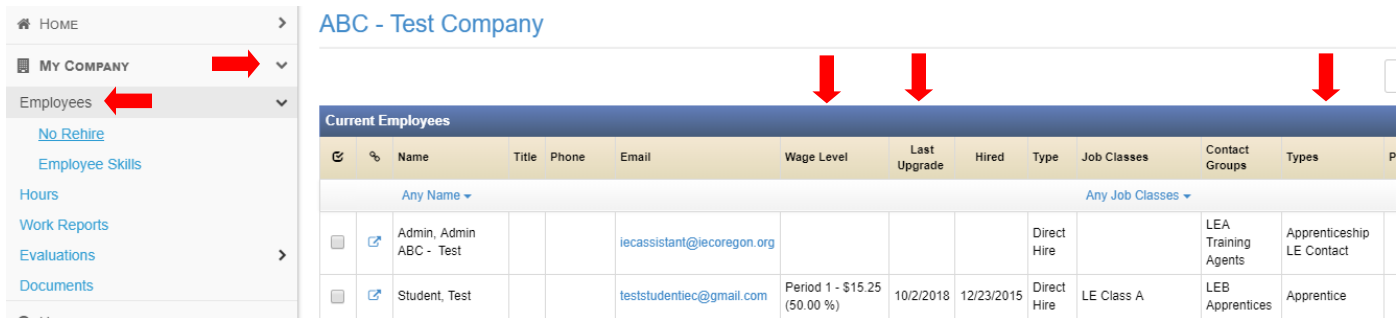 HOME
MY COMPANY
Employees
No Rehire
Employee Skills
Hours
Work Reports
Evaluations
Documents
ABC - Test Company
Current Employees
Name Title Phone Email Wage Level Last Upgrade Hired Type Job Classes Contact Groups Types P
Any Name Any Job Classes
Admin, Admin
ABC - Test
iecassistant@iecoregon.org
Direct
Hire
LEA
Training
Agents
Apprenticeship
LE Contact
Student, Test
teststudentiec@gmail.com
Period 1 - $15.25
(50.00 %)
10/2/2018
12/23/2015
Direct
Hire
LE Class A
LEB
Apprentices
Apprentice